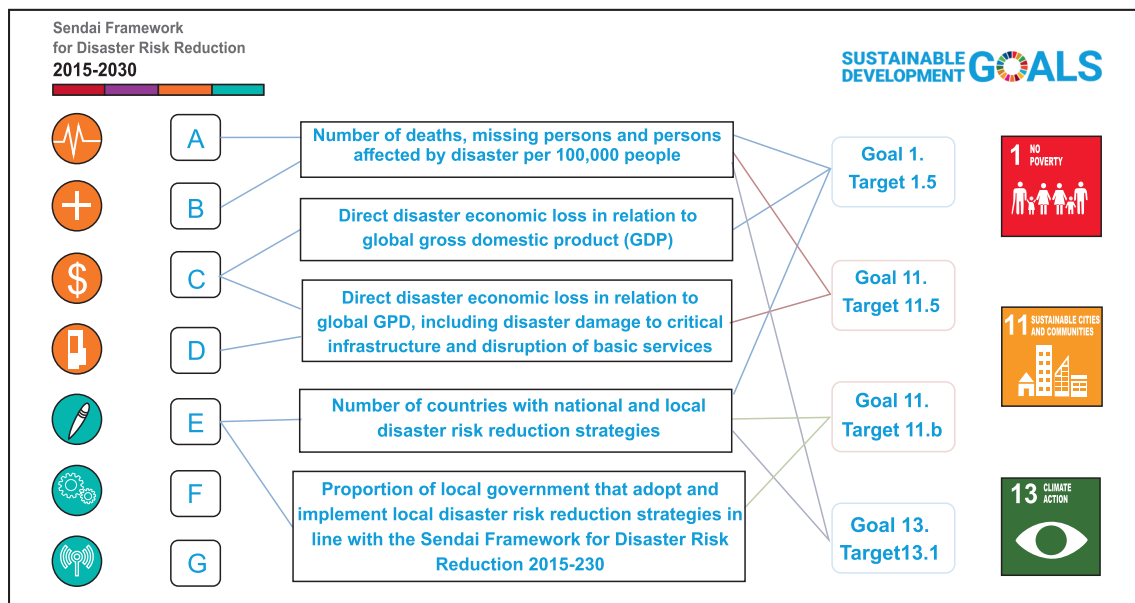 Sendai Framework
for Disaster Risk Reduction
2015-2030
SUSTAINABLE
DEVELOPMENT
GOALS
A
B
C
D
E
F
G
$
Number of deaths, missing persons and persons
affected by disaster per 100,000 people
Direct disaster economic loss in relation to
global gross domestic product (GDP)
Direct disaster economic loss in relation to
global GPD, including disaster damage to critical
infrastructure and disruption of basic services
Number of countries with national and local
disaster risk reduction strategies
Proportion of local government that adopt and
implement local disaster risk reduction strategies in
line with the Sendai Framework for Disaster Risk
Reduction 2015-230
Goal 1.
Target 1.5
Goal 11.
Target 11.5
Goal 11.
Target 11.b
Goal 13.
Target13.1
1 NO
POVERTY
11 SUSTAINABLE CITIES
AND COMMUNITIES
13 CLIMATE
ACTION